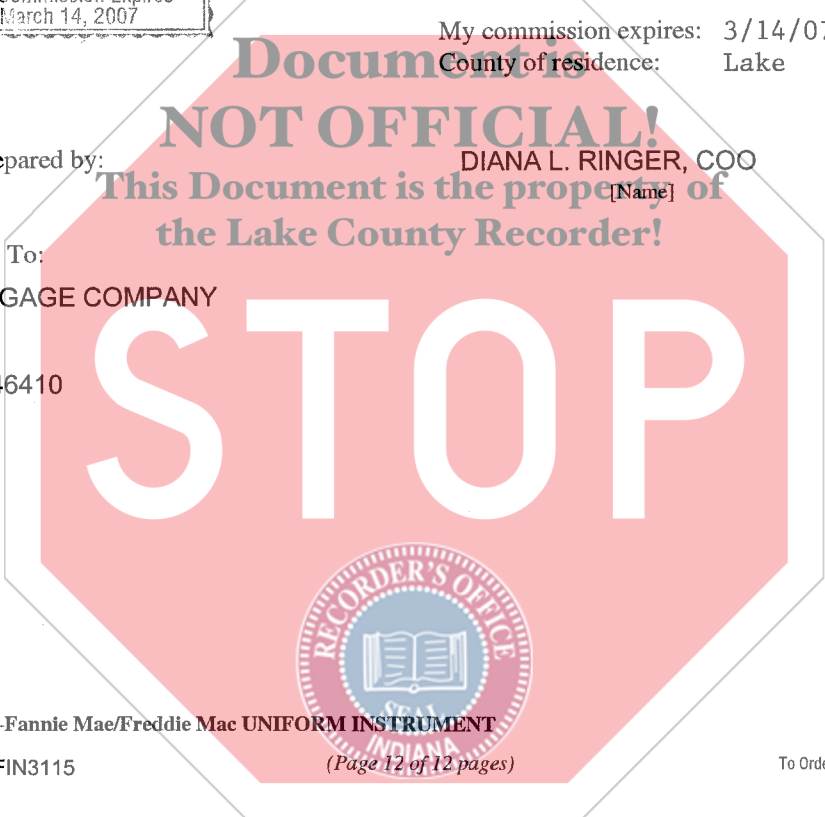 March 14, 2007
My commission expires: 3/14/07
County of residence: Lake
Document is
NOT OFFICIAL!
epared by:
DIANA L. RINGER, COO
[Name]
This Document is the property of
the Lake County Recorder!
To:
GAGE COMPANY
46410
STOP
RECORDER'S OFFICE
SEAL
INDIANA
-Fannie Mae/Freddie Mac UNIFORM INSTRUMENT
FIN3115
(Page 12 of 12 pages)
To Orde